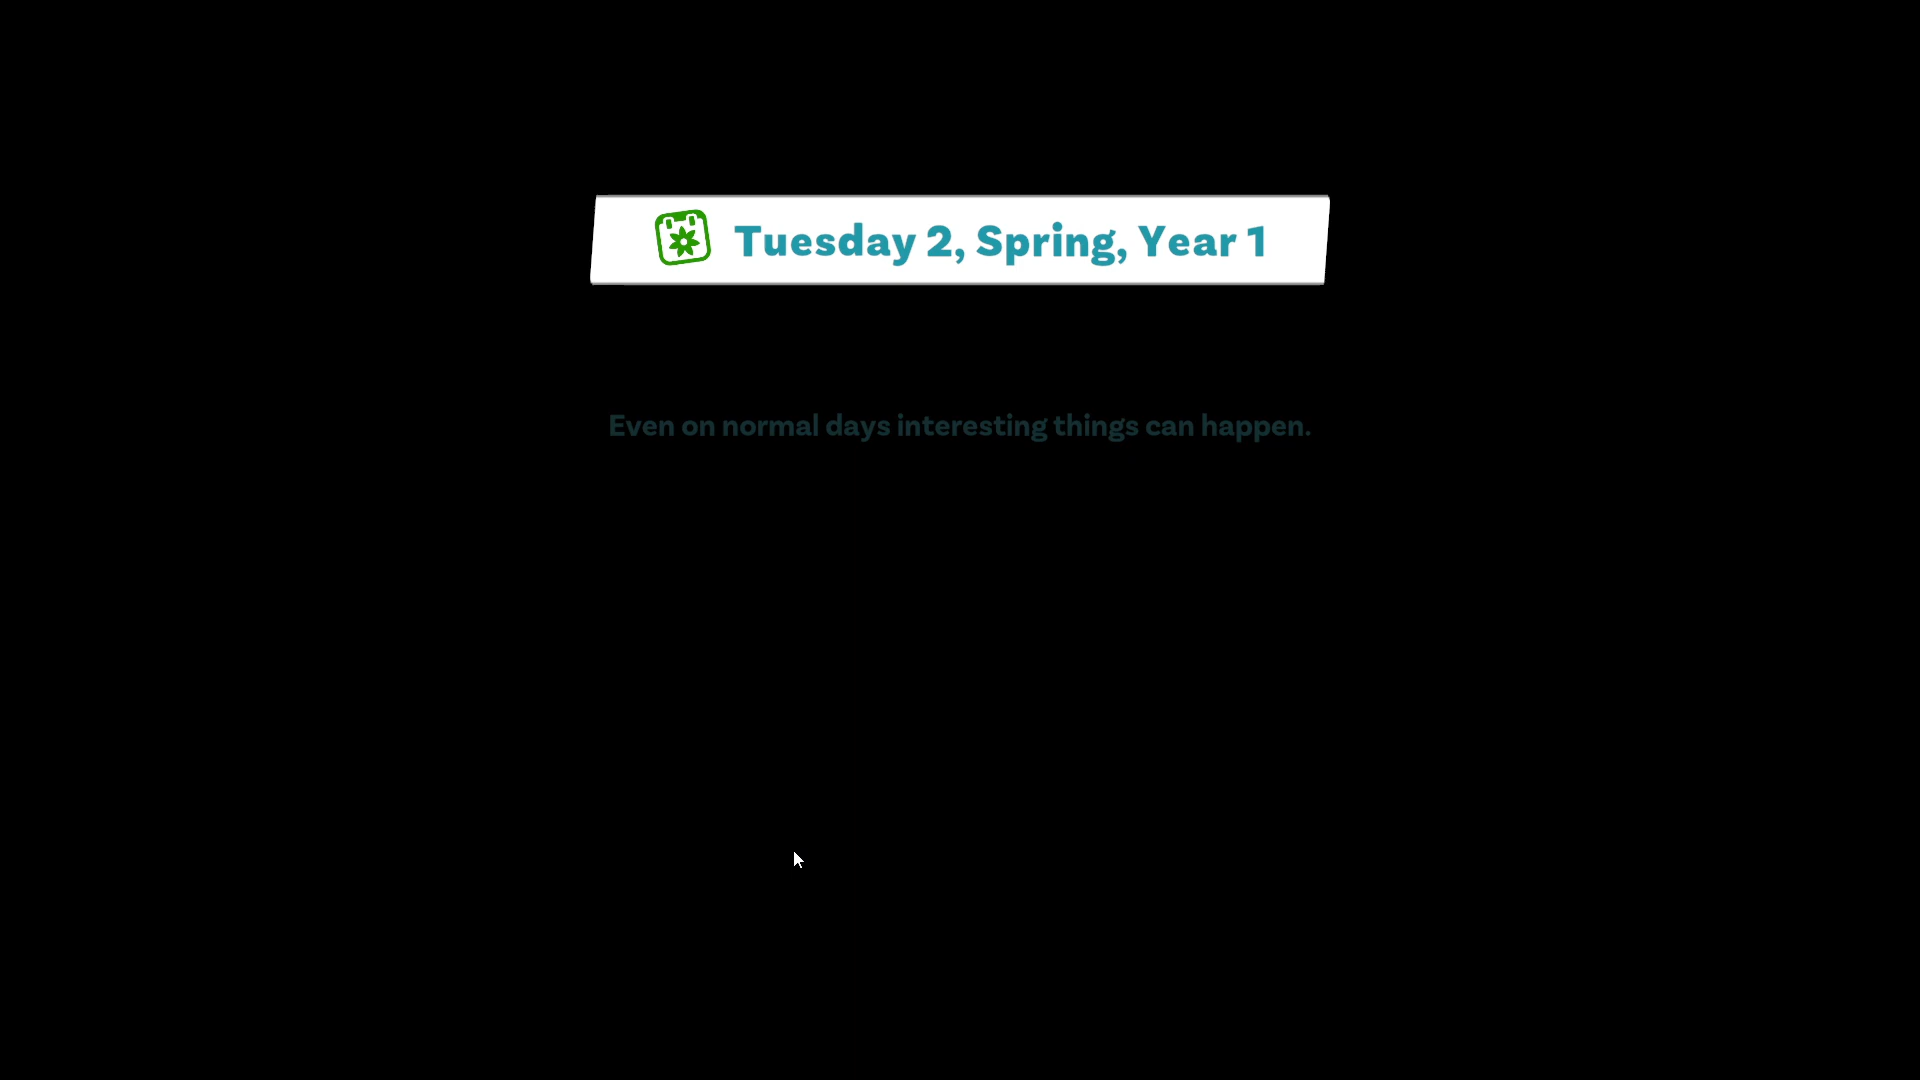 Tuesday 2, Spring, Year 1
Even on normal days interesting things can happen.